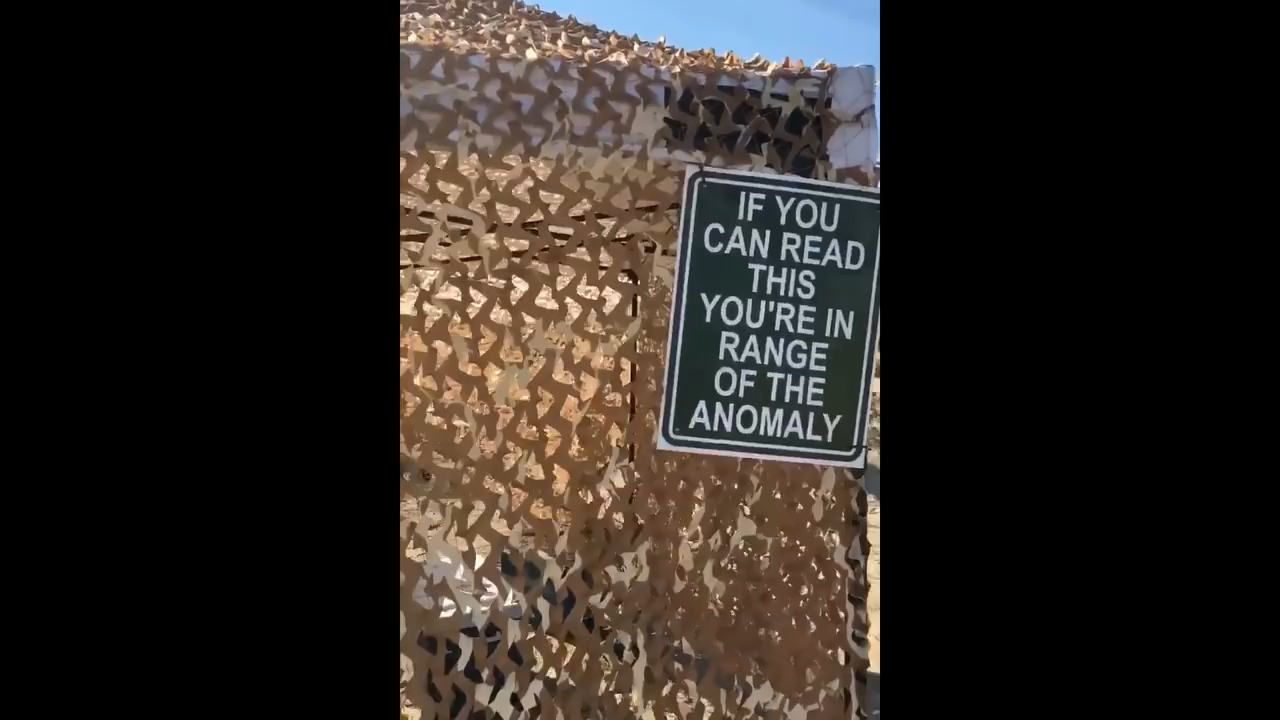 IF YOU
CAN READ
THIS
YOU'RE IN
RANGE
OF THE
ANOMALY